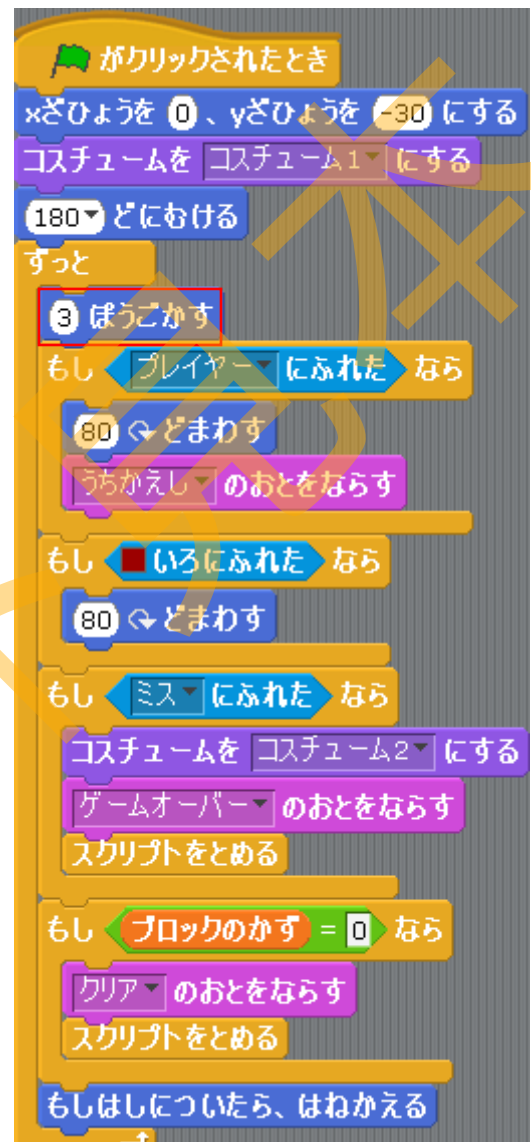 がクリックされたとき
xざひょうを 0 、yざひょうを -30 にする
コスチュームを コスチューム1 にする
180 どにむける
ずっと
3 ぽうごかす
もし プレイヤー にふれた なら
80 どまわす
うちかえし のおとをならす
もし いろにふれた なら
80 どまわす
もし ミス にふれた なら
コスチュームを コスチューム2 にする
ゲームオーバー のおとをならす
スクリプトをとめる
もし ブロックのかず = 0 なら
クリア のおとをならす
スクリプトをとめる
もしはしについたら、はねかえる